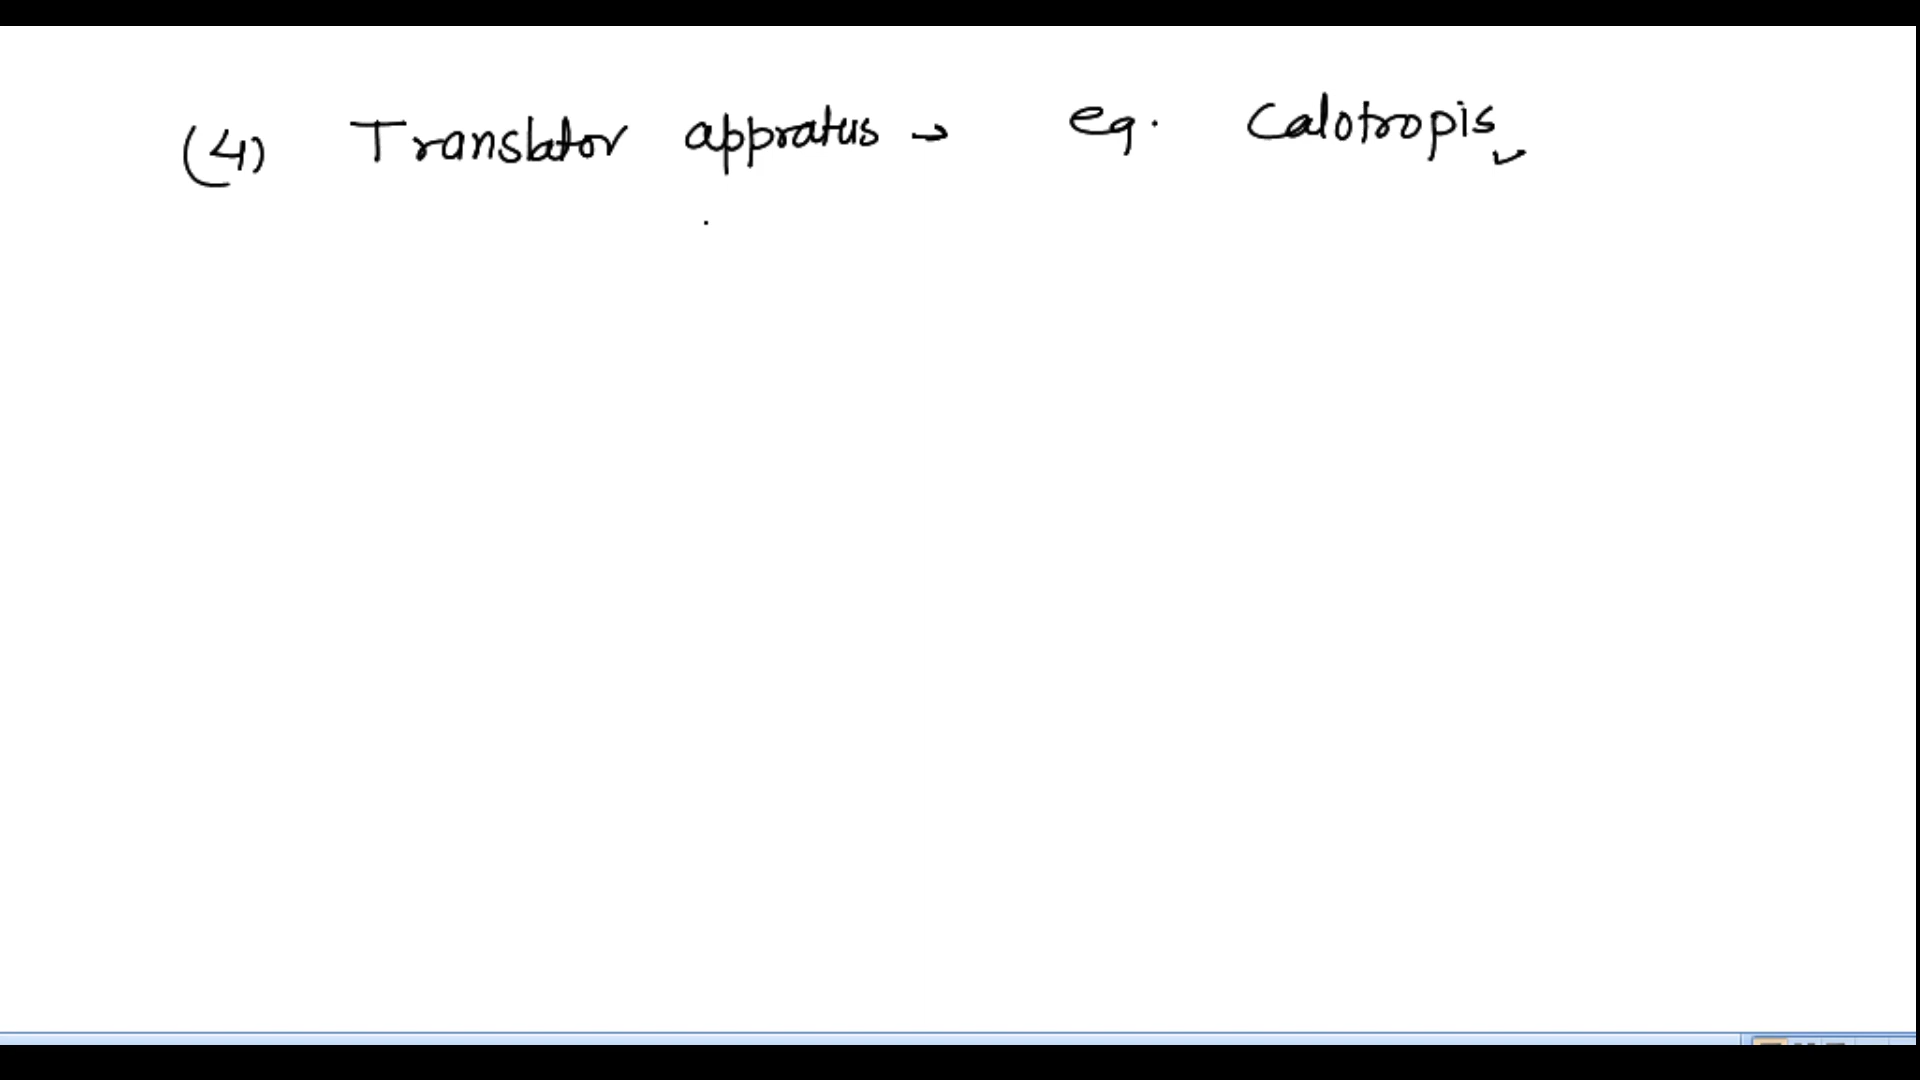 (4) Translator appratus → eg. Calotropis